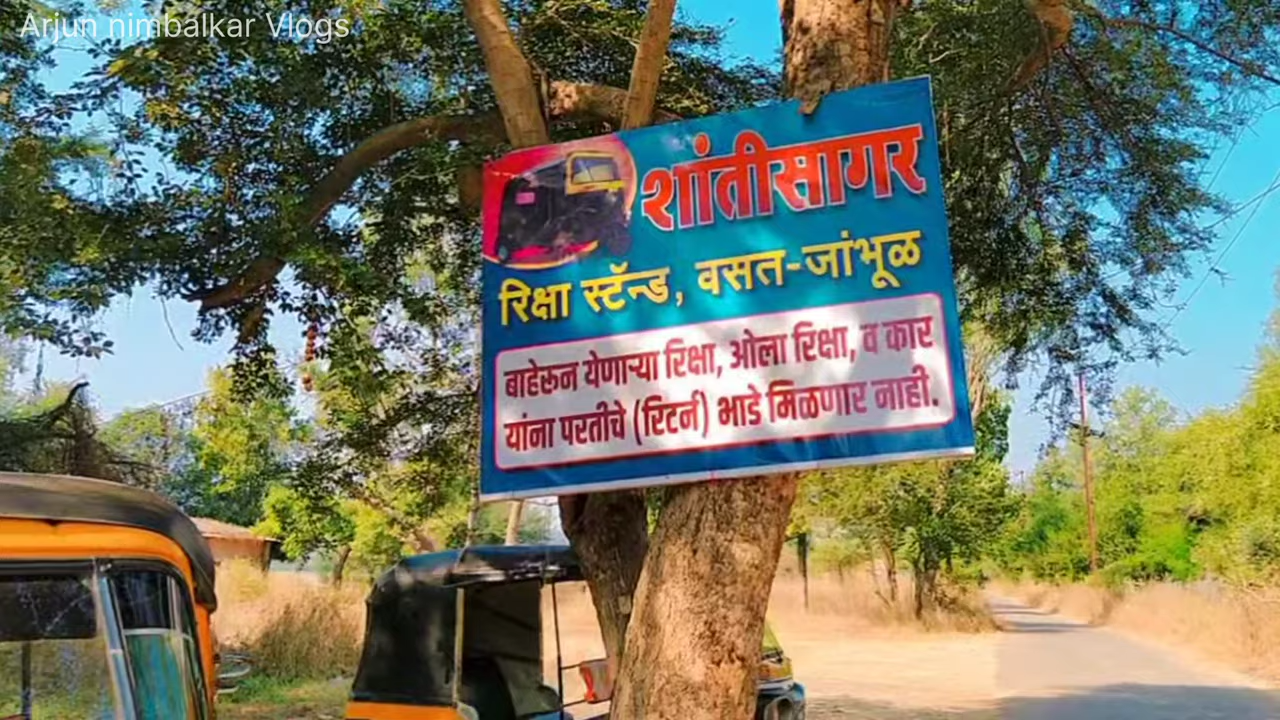 Arjun nimbalkar Vlogs
शांतीसागर
रिक्षा स्टॅन्ड, वसत-जांभूळ
बाहेरून येणाऱ्या रिक्षा, ओला रिक्षा, व कार
यांना परतीचे (रिटर्न) भाडे मिळणार नाही.